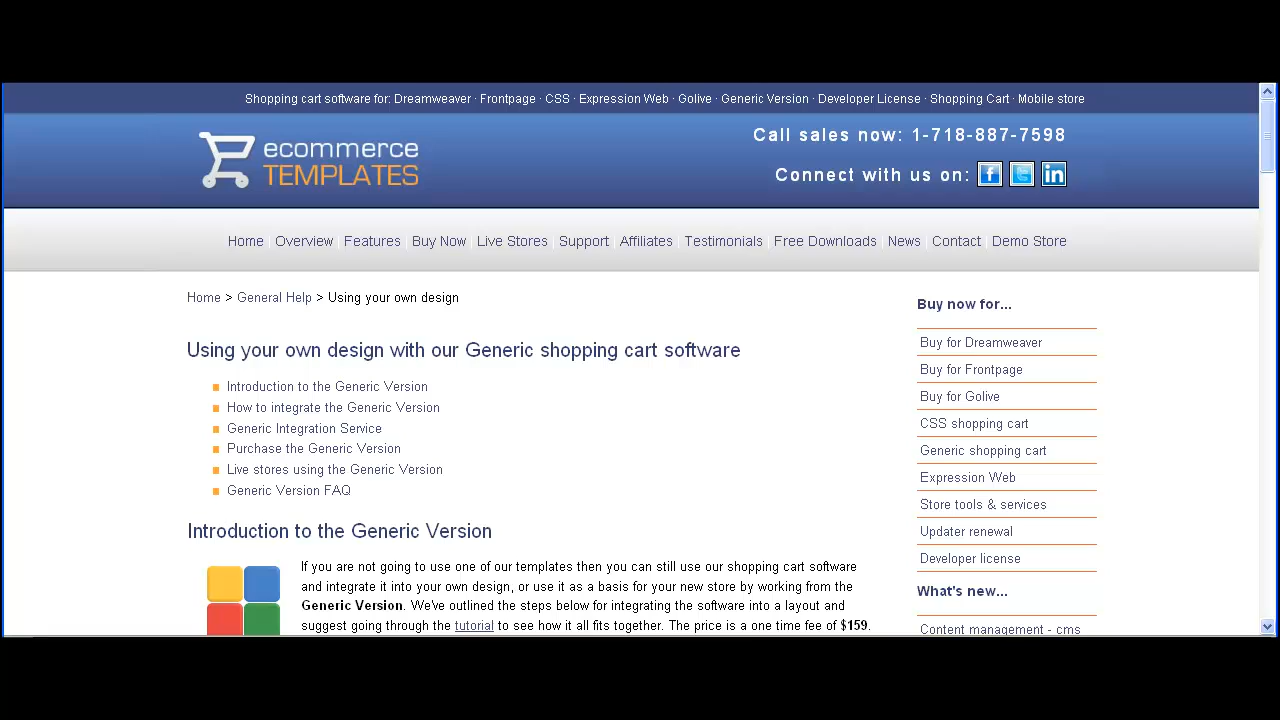 Shopping cart software for: Dreamweaver · Frontpage · CSS · Expression Web · Golive · Generic Version · Developer License · Shopping Cart · Mobile store
ecommerce
TEMPLATES
Call sales now: 1-718-887-7598
Connect with us on:
Home | Overview | Features | Buy Now | Live Stores | Support | Affiliates | Testimonials | Free Downloads | News | Contact | Demo Store
Home > General Help > Using your own design
Using your own design with our Generic shopping cart software
Introduction to the Generic Version
How to integrate the Generic Version
Generic Integration Service
Purchase the Generic Version
Live stores using the Generic Version
Generic Version FAQ
Introduction to the Generic Version
If you are not going to use one of our templates then you can still use our shopping cart software
and integrate it into your own design, or use it as a basis for your new store by working from the
Generic Version. We've outlined the steps below for integrating the software into a layout and
suggest going through the tutorial to see how it all fits together. The price is a one time fee of $159.
Buy now for...
Buy for Dreamweaver
Buy for Frontpage
Buy for Golive
CSS shopping cart
Generic shopping cart
Expression Web
Store tools & services
Updater renewal
Developer license
What's new...
Content management - cms